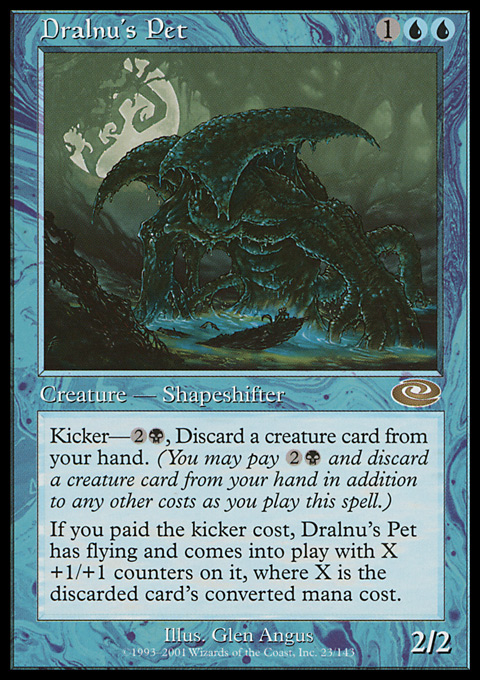 Dralnu's Pet 1
Creature — Shapeshifter
Kicker—2, Discard a creature card from
your hand. (You may pay 2 and discard
a creature card from your hand in addition
to any other costs as you play this spell.)
If you paid the kicker cost, Dralnu's Pet
has flying and comes into play with X
+1/+1 counters on it, where X is the
discarded card's converted mana cost.
Illus. Glen Angus
©1993–2001 Wizards of the Coast, Inc. 23/143
2/2